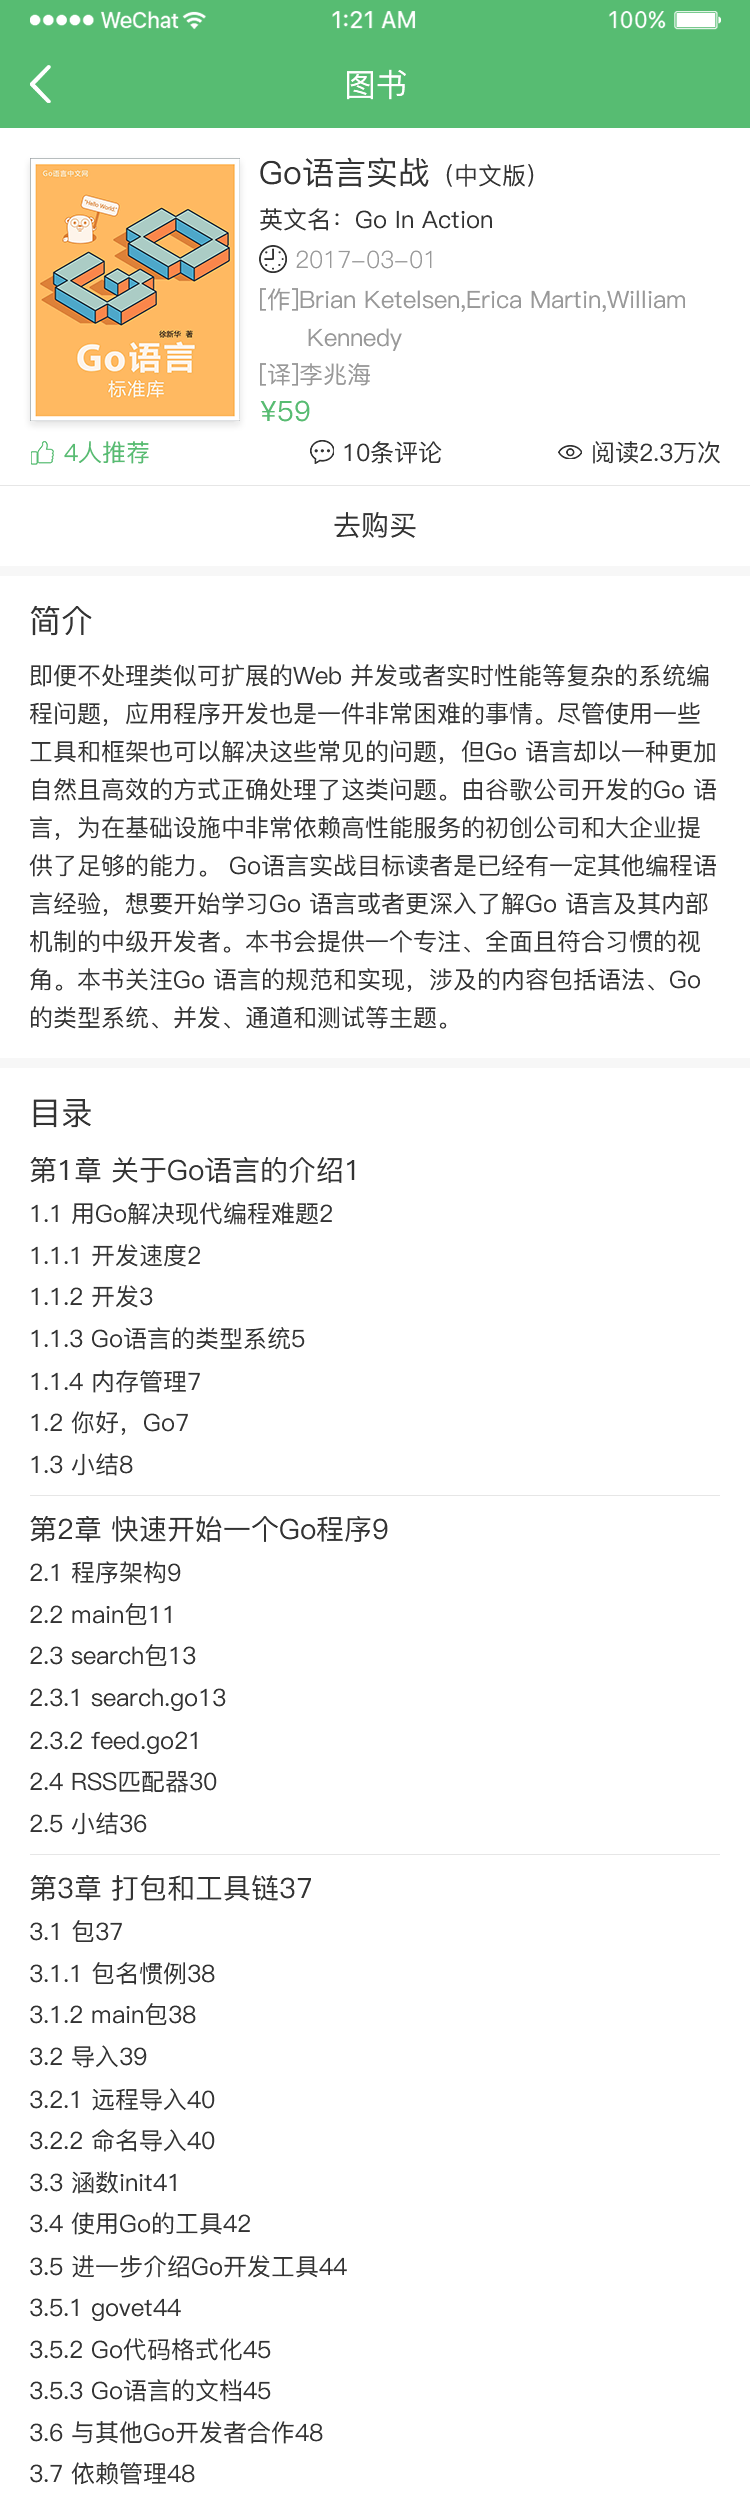 WeChat 1:21 AM 100%
图书
Go语言中文网
"Hello World"
徐新华 著
Go语言
标准库
Go语言实战（中文版）
英文名：Go In Action
2017-03-01
[作]Brian Ketelsen,Erica Martin,William
Kennedy
[译]李兆海
¥59
4人推荐 10条评论 阅读2.3万次
去购买
简介
即便不处理类似可扩展的Web 并发或者实时性能等复杂的系统编
程问题，应用程序开发也是一件非常困难的事情。尽管使用一些
工具和框架也可以解决这些常见的问题，但Go 语言却以一种更加
自然且高效的方式正确处理了这类问题。由谷歌公司开发的Go 语
言，为在基础设施中非常依赖高性能服务的初创公司和大企业提
供了足够的能力。 Go语言实战目标读者是已经有一定其他编程语
言经验，想要开始学习Go 语言或者更深入了解Go 语言及其内部
机制的中级开发者。本书会提供一个专注、全面且符合习惯的视
角。本书关注Go 语言的规范和实现，涉及的内容包括语法、Go
的类型系统、并发、通道和测试等主题。
目录
第1章 关于Go语言的介绍1
1.1 用Go解决现代编程难题2
1.1.1 开发速度2
1.1.2 开发3
1.1.3 Go语言的类型系统5
1.1.4 内存管理7
1.2 你好，Go7
1.3 小结8
第2章 快速开始一个Go程序9
2.1 程序架构9
2.2 main包11
2.3 search包13
2.3.1 search.go13
2.3.2 feed.go21
2.4 RSS匹配器30
2.5 小结36
第3章 打包和工具链37
3.1 包37
3.1.1 包名惯例38
3.1.2 main包38
3.2 导入39
3.2.1 远程导入40
3.2.2 命名导入40
3.3 涵数init41
3.4 使用Go的工具42
3.5 进一步介绍Go开发工具44
3.5.1 govet44
3.5.2 Go代码格式化45
3.5.3 Go语言的文档45
3.6 与其他Go开发者合作48
3.7 依赖管理48